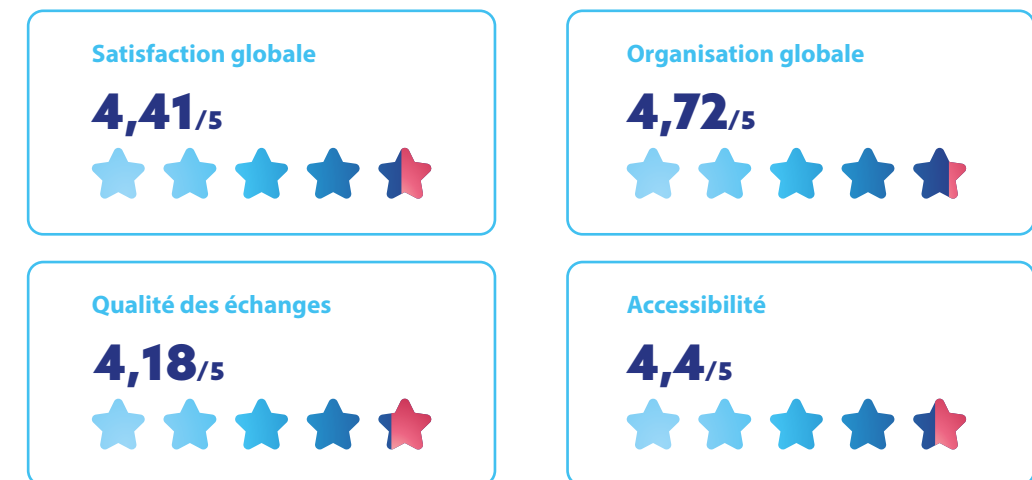 Satisfaction globale
4,41/5
Organisation globale
4,72/5
Qualité des échanges
4,18/5
Accessibilité
4,4/5